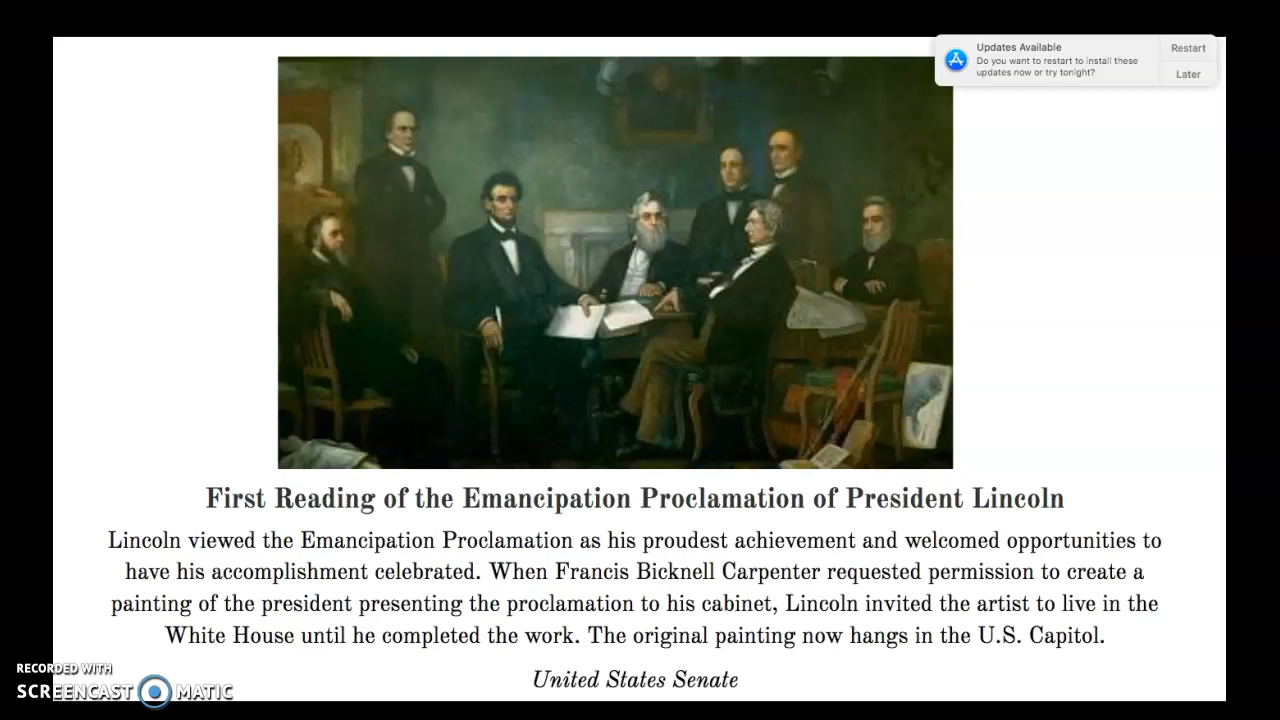 Updates Available
Do you want to restart to install these
updates now or try tonight?
Restart
Later
First Reading of the Emancipation Proclamation of President Lincoln
Lincoln viewed the Emancipation Proclamation as his proudest achievement and welcomed opportunities to
have his accomplishment celebrated. When Francis Bicknell Carpenter requested permission to create a
painting of the president presenting the proclamation to his cabinet, Lincoln invited the artist to live in the
White House until he completed the work. The original painting now hangs in the U.S. Capitol.
United States Senate
RECORDED WITH
SCREENCAST MATIC